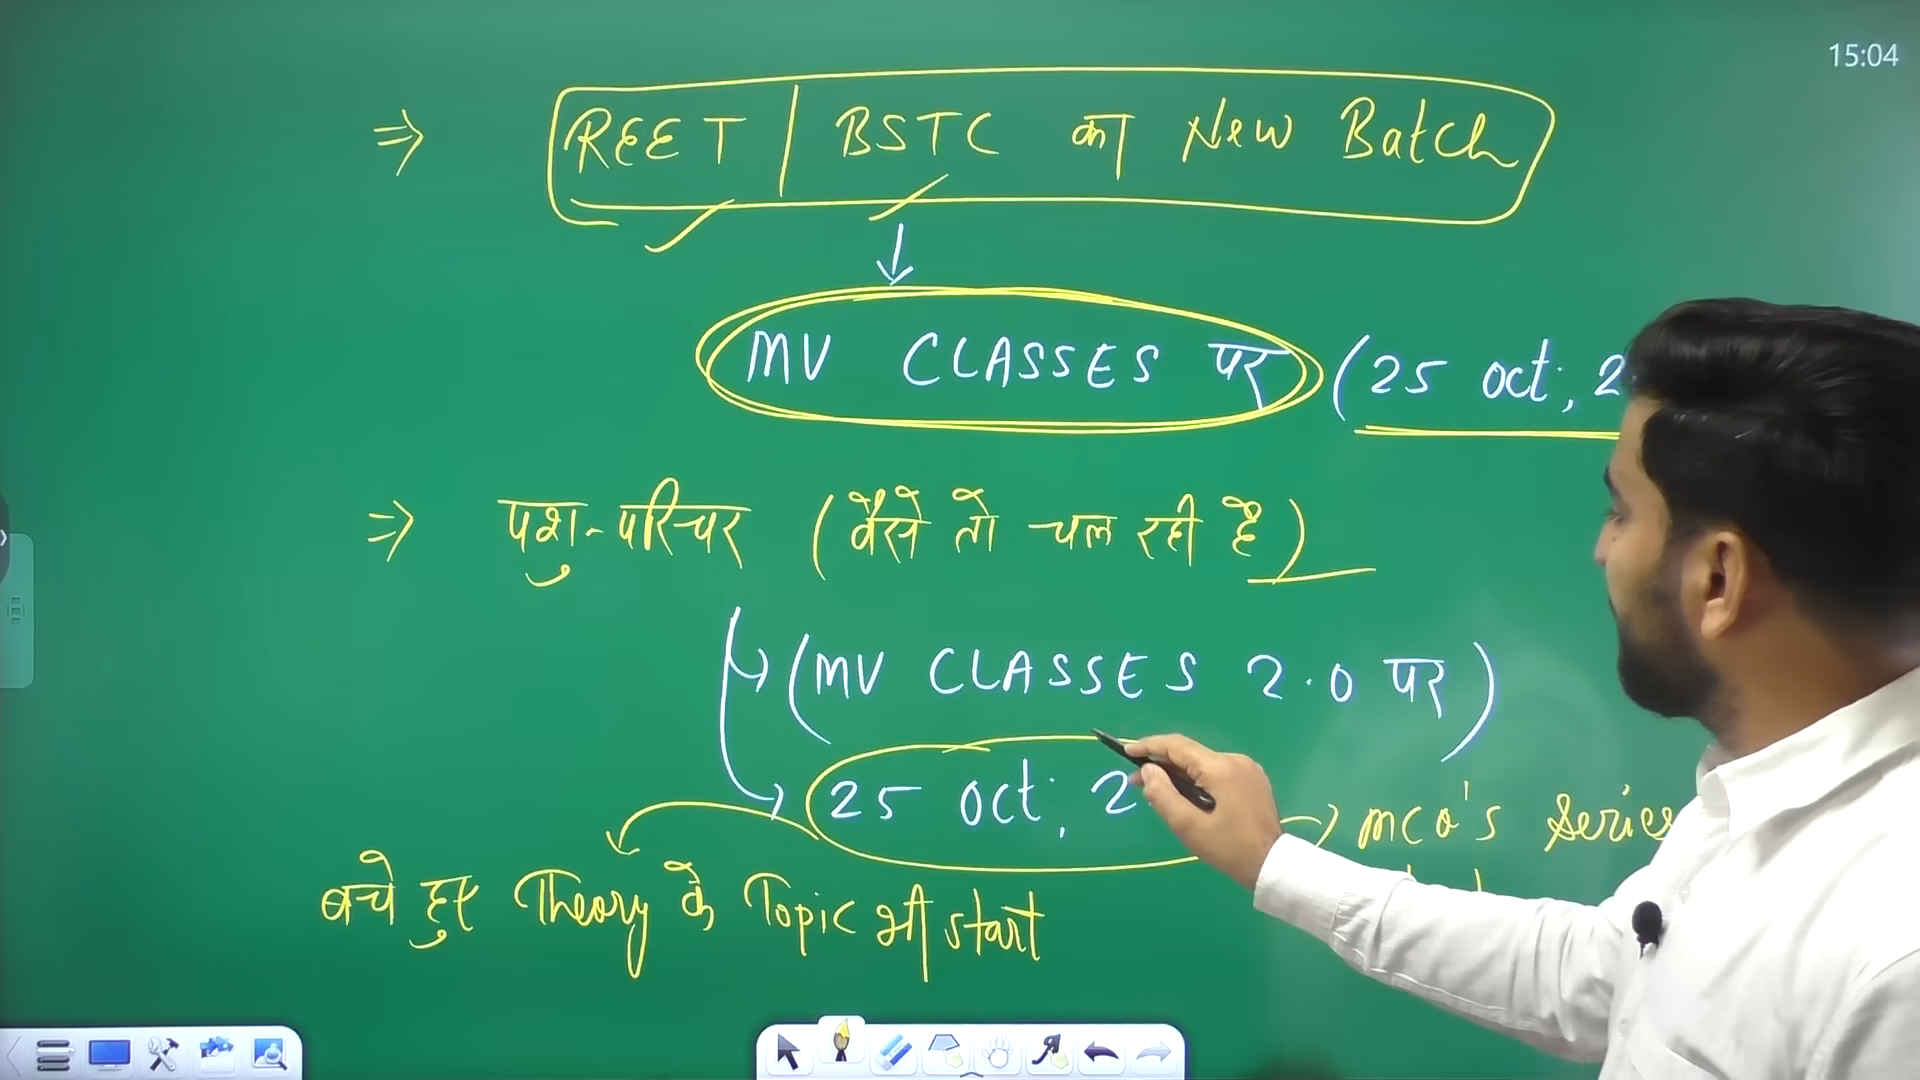 15:04
⇒ REET | BSTC का New Batch
MV CLASSES पर (25 Oct, 2
⇒ पशु-परिचर (वैसे तो चल रही है)
(MV CLASSES 2.0 पर)
25 Oct, 2
→ MCQ's Series
बचे हुए Theory के Topic भी start